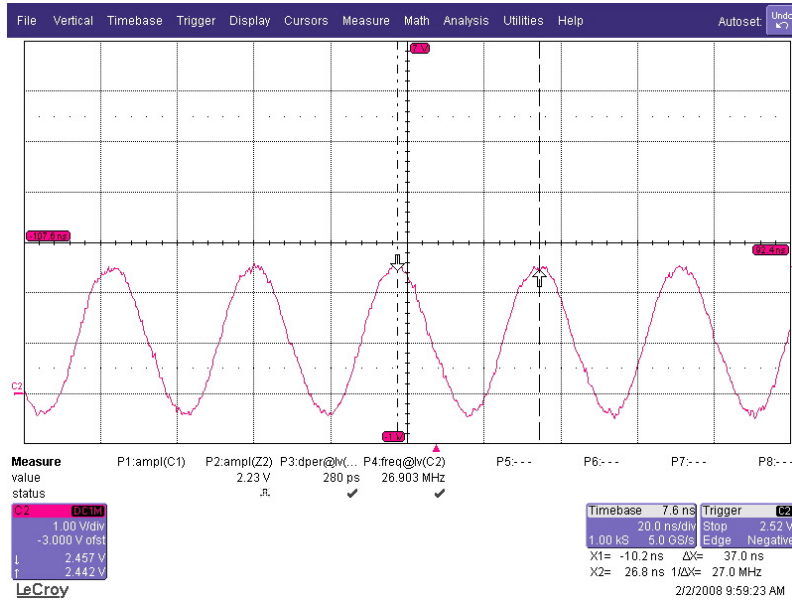 File Vertical Timebase Trigger Display Cursors Measure Math Analysis Utilities Help Autoset: Undo
7 V
-107.6 ns
92.4 ns
C2
-1 V
Measure P1:ampl(C1) P2:ampl(Z2) P3:dper@lv(... P4:freq@lv(C2) P5:- - - P6:- - - P7:- - - P8:- - -
value 2.23 V 280 ps 26.903 MHz
status
C2 DC1M
1.00 V/div
-3.000 V ofst
↓ 2.457 V
↑ 2.442 V
Timebase 7.6 ns
20.0 ns/div
1.00 kS 5.0 GS/s
Trigger C2
Stop 2.52 V
Edge Negative
X1= -10.2 ns ΔX= 37.0 ns
X2= 26.8 ns 1/ΔX= 27.0 MHz
LeCroy
2/2/2008 9:59:23 AM